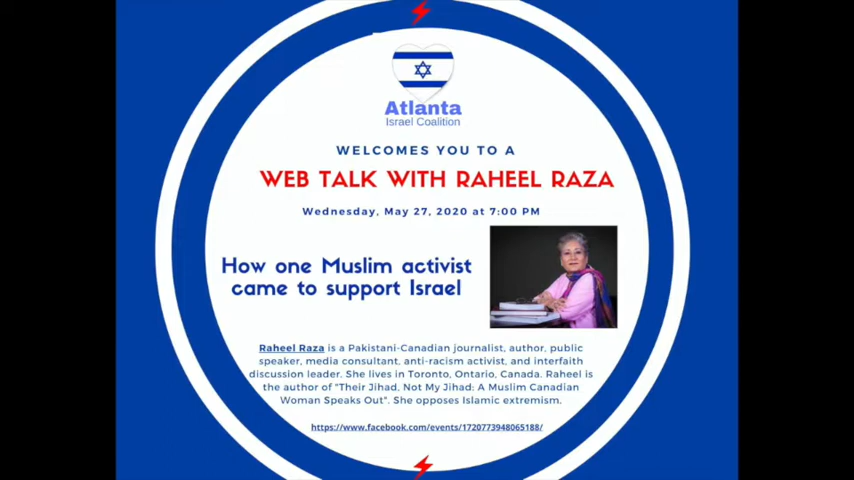 Atlanta
Israel Coalition
WELCOMES YOU TO A
WEB TALK WITH RAHEEL RAZA
Wednesday, May 27, 2020 at 7:00 PM
How one Muslim activist
came to support Israel
Raheel Raza is a Pakistani-Canadian journalist, author, public
speaker, media consultant, anti-racism activist, and interfaith
discussion leader. She lives in Toronto, Ontario, Canada. Raheel is
the author of "Their Jihad, Not My Jihad: A Muslim Canadian
Woman Speaks Out". She opposes Islamic extremism.
https://www.facebook.com/events/1720773948065188/